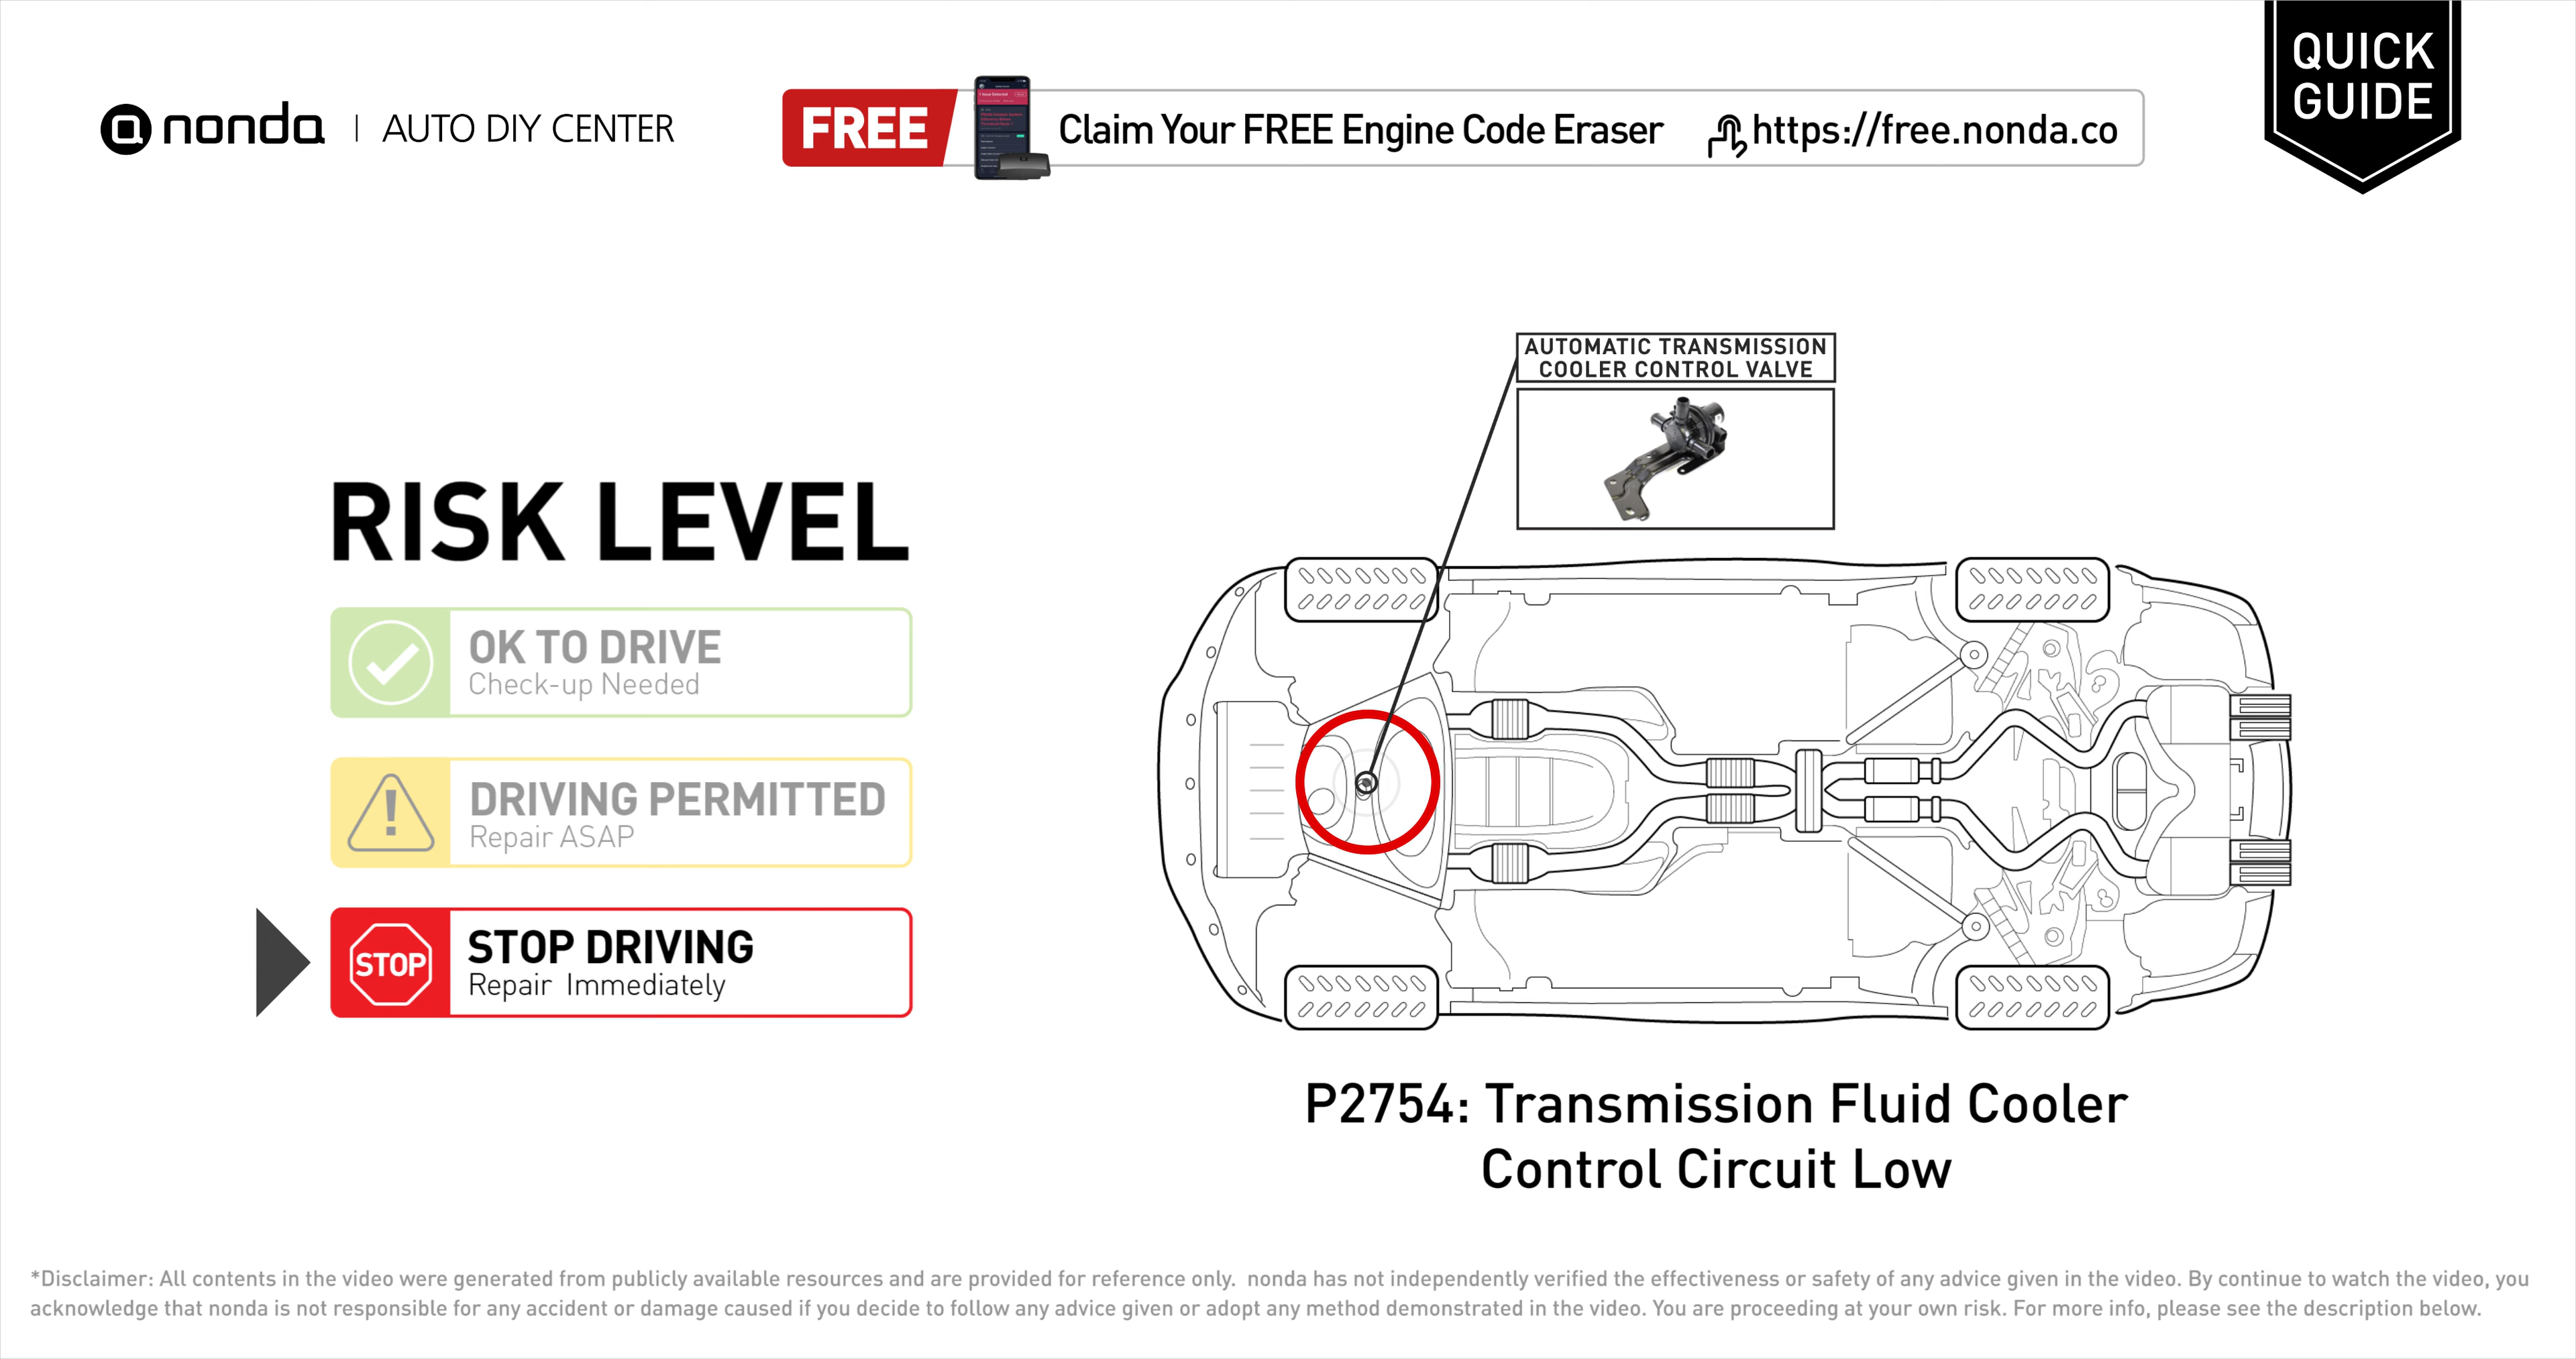 nonda | AUTO DIY CENTER
FREE
Claim Your FREE Engine Code Eraser
https://free.nonda.co
QUICK
GUIDE
AUTOMATIC TRANSMISSION
COOLER CONTROL VALVE
RISK LEVEL
OK TO DRIVE
Check-up Needed
DRIVING PERMITTED
Repair ASAP
STOP
STOP DRIVING
Repair Immediately
P2754: Transmission Fluid Cooler
Control Circuit Low
*Disclaimer: All contents in the video were generated from publicly available resources and are provided for reference only. nonda has not independently verified the effectiveness or safety of any advice given in the video. By continue to watch the video, you
acknowledge that nonda is not responsible for any accident or damage caused if you decide to follow any advice given or adopt any method demonstrated in the video. You are proceeding at your own risk. For more info, please see the description below.